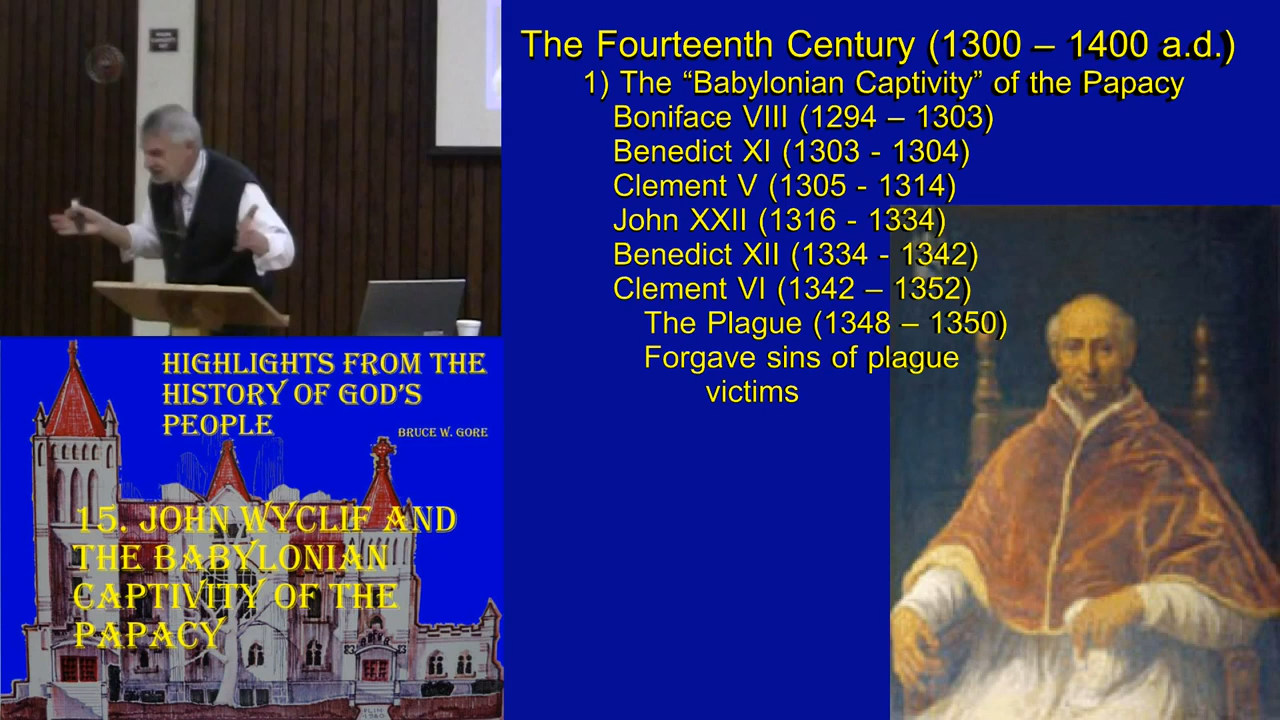 The Fourteenth Century (1300 – 1400 a.d.)
1) The “Babylonian Captivity” of the Papacy
Boniface VIII (1294 – 1303)
Benedict XI (1303 - 1304)
Clement V (1305 - 1314)
John XXII (1316 - 1334)
Benedict XII (1334 - 1342)
Clement VI (1342 – 1352)
The Plague (1348 – 1350)
Forgave sins of plague
victims
HIGHLIGHTS FROM THE
HISTORY OF GOD'S
PEOPLE
BRUCE W. GORE
15. JOHN WYCLIF AND
THE BABYLONIAN
CAPTIVITY OF THE
PAPACY